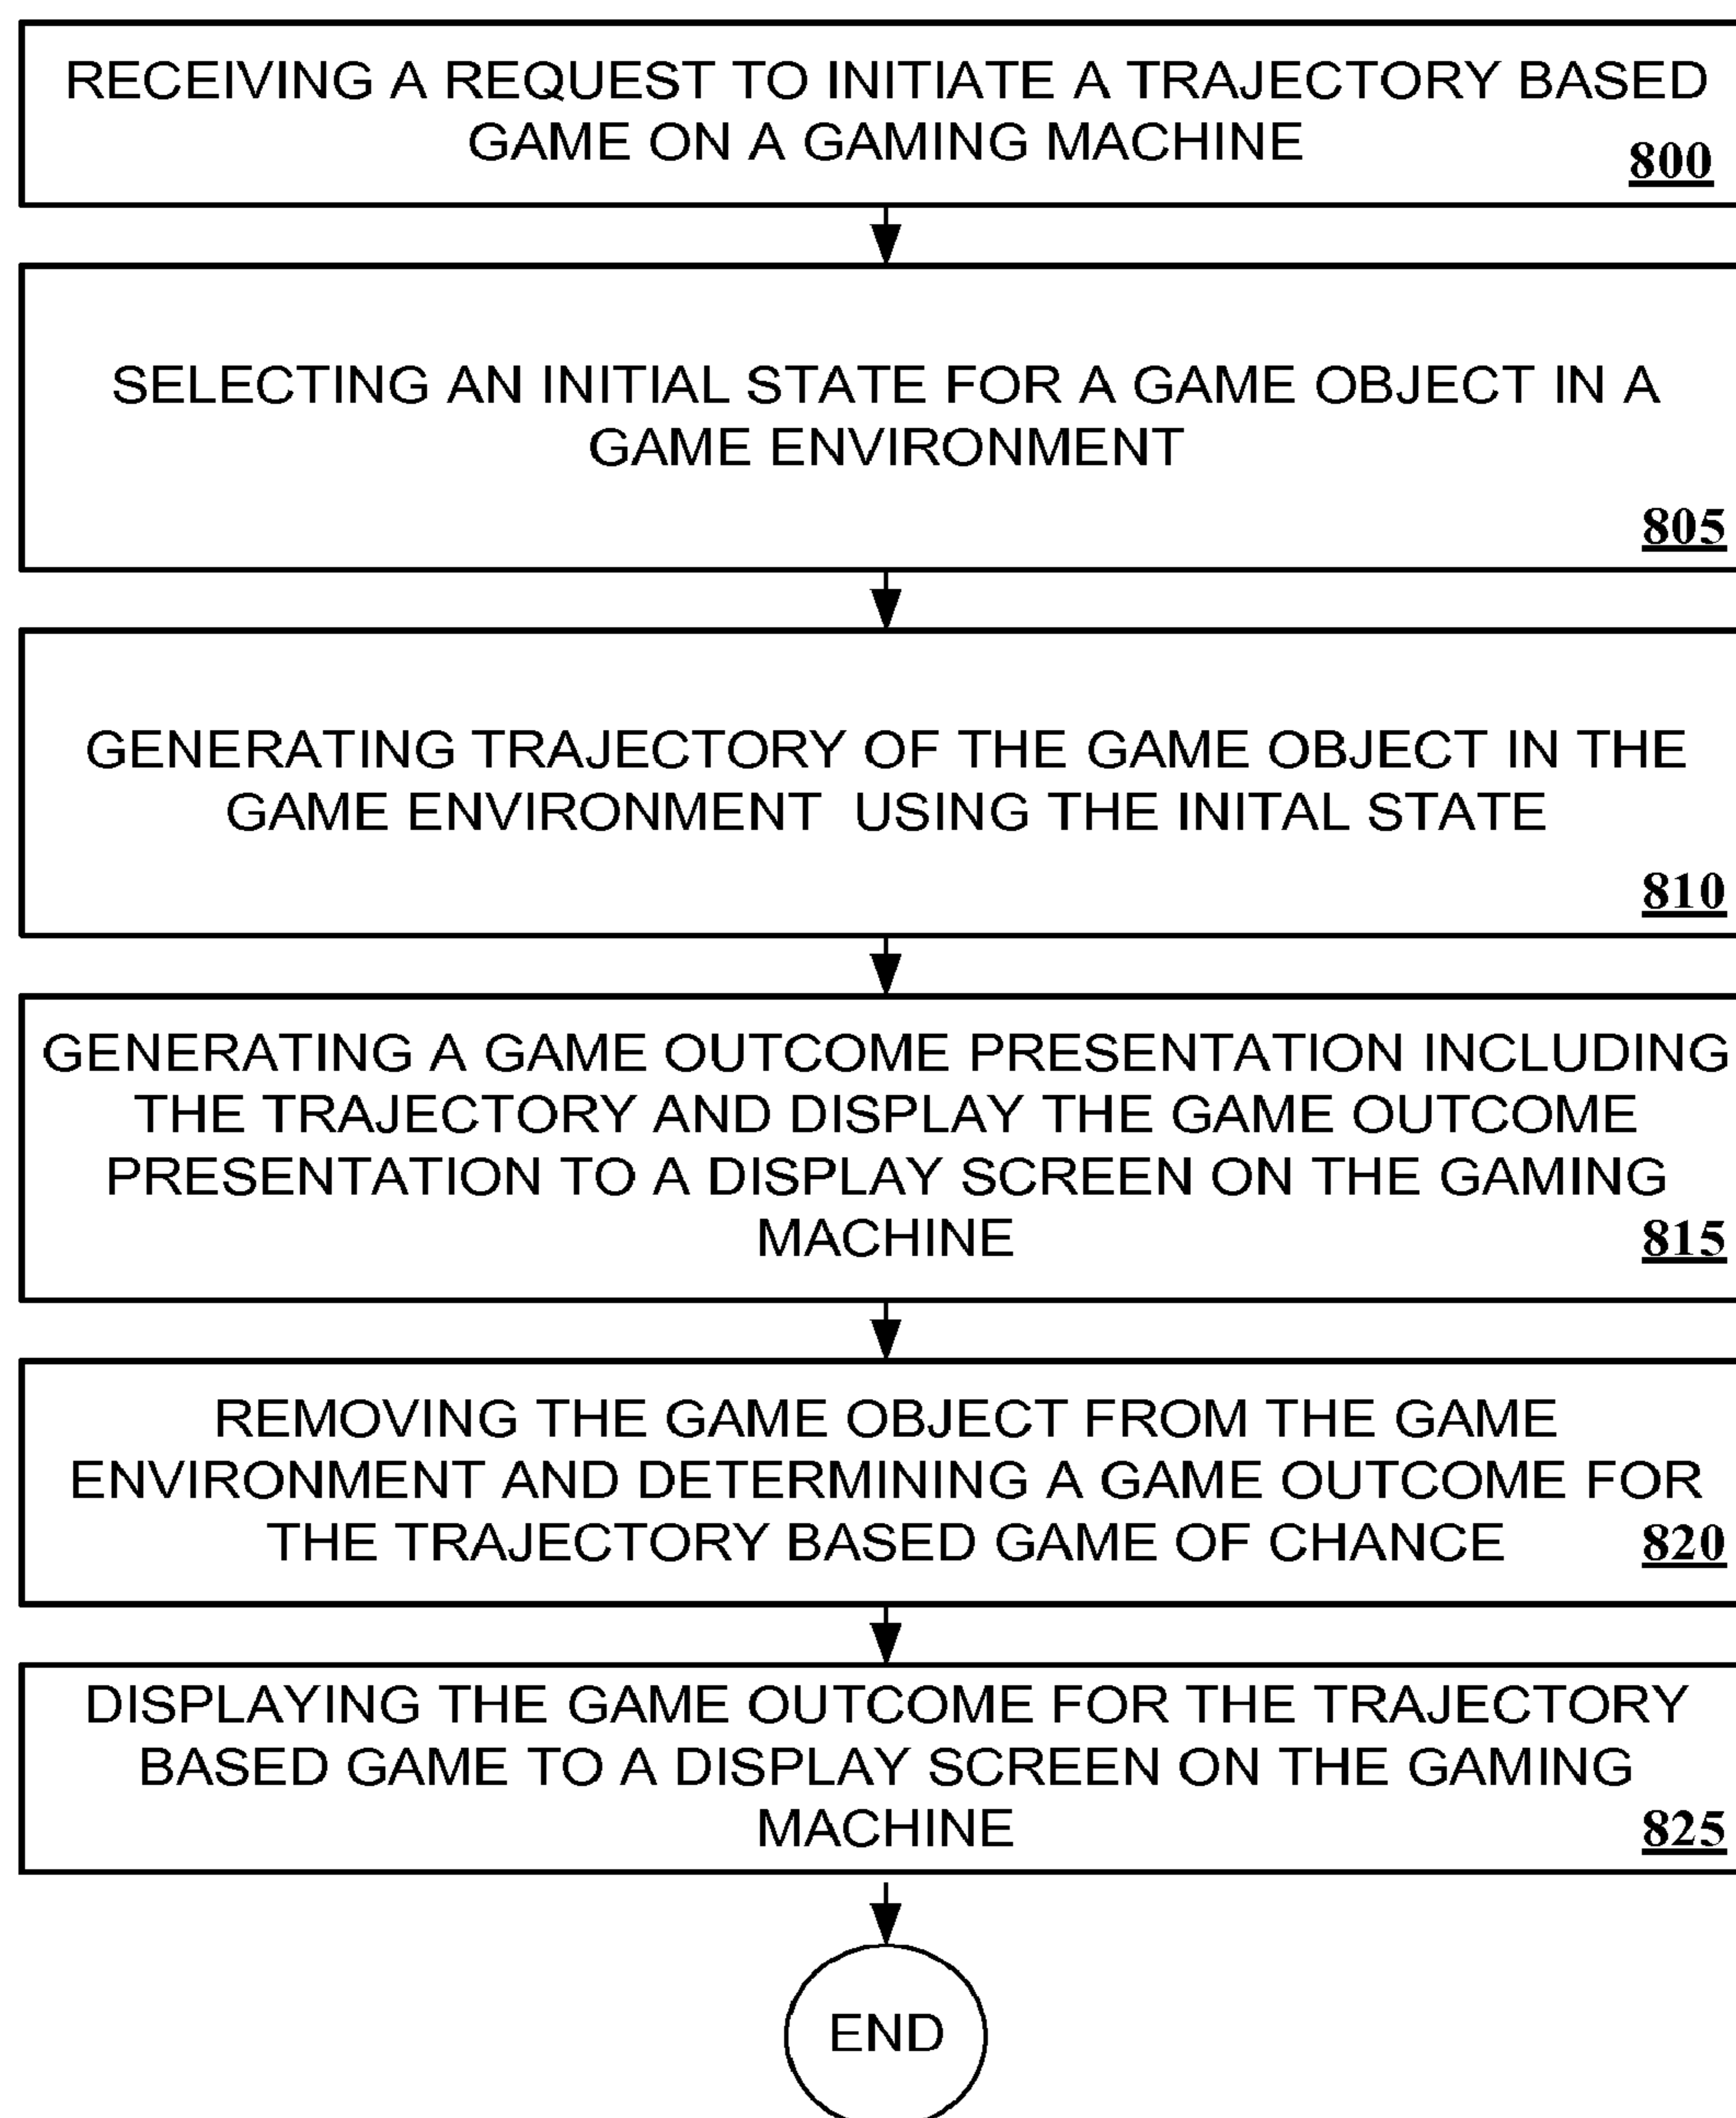 RECEIVING A REQUEST TO INITIATE A TRAJECTORY BASED
GAME ON A GAMING MACHINE
800
SELECTING AN INITIAL STATE FOR A GAME OBJECT IN A
GAME ENVIRONMENT
805
GENERATING TRAJECTORY OF THE GAME OBJECT IN THE
GAME ENVIRONMENT USING THE INITAL STATE
810
GENERATING A GAME OUTCOME PRESENTATION INCLUDING
THE TRAJECTORY AND DISPLAY THE GAME OUTCOME
PRESENTATION TO A DISPLAY SCREEN ON THE GAMING
MACHINE
815
REMOVING THE GAME OBJECT FROM THE GAME
ENVIRONMENT AND DETERMINING A GAME OUTCOME FOR
THE TRAJECTORY BASED GAME OF CHANCE
820
DISPLAYING THE GAME OUTCOME FOR THE TRAJECTORY
BASED GAME TO A DISPLAY SCREEN ON THE GAMING
MACHINE
825
END